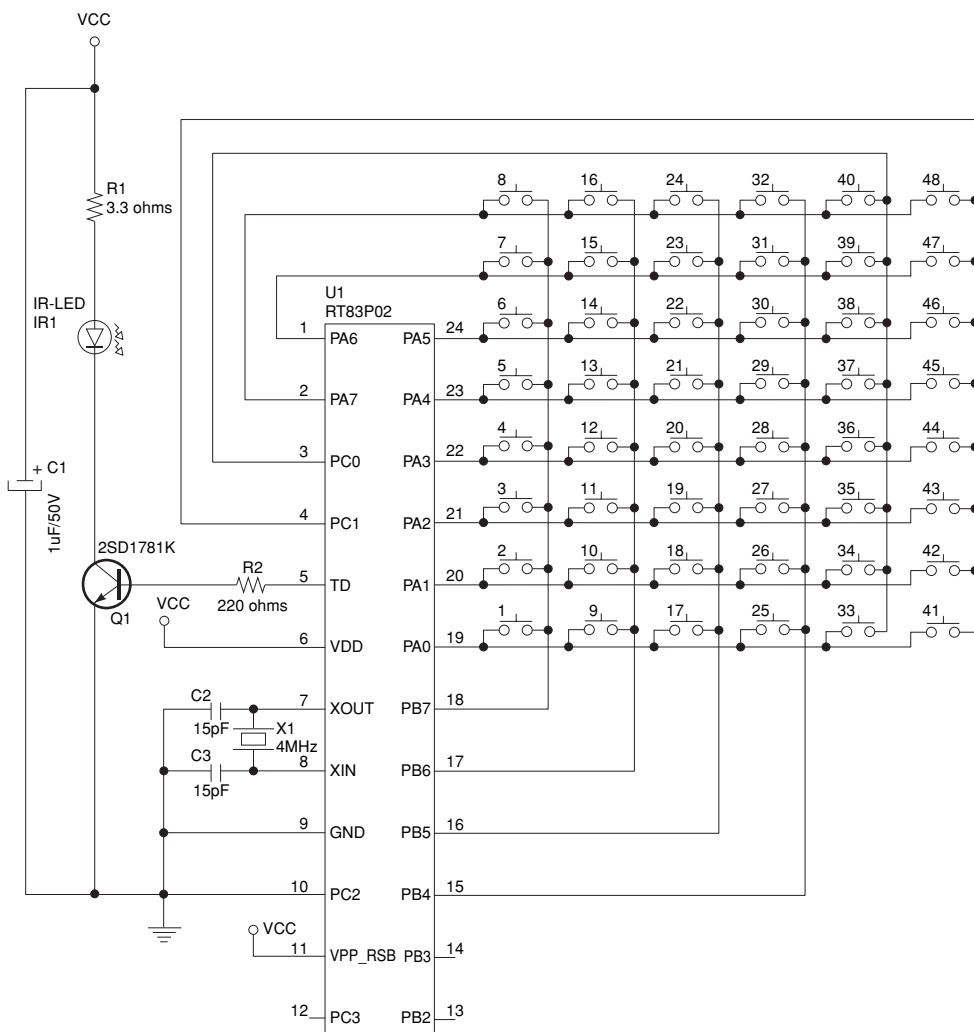 VCC
R1
3.3 ohms
IR-LED
IR1
+ C1
1uF/50V
2SD1781K
Q1
R2
220 ohms
VCC
C2
15pF
X1
4MHz
C3
15pF
VCC
U1
RT83P02
1 PA6 PA5 24
2 PA7 PA4 23
3 PC0 PA3 22
4 PC1 PA2 21
5 TD PA1 20
6 VDD PA0 19
7 XOUT PB7 18
8 XIN PB6 17
9 GND PB5 16
10 PC2 PB4 15
11 VPP_RSB PB3 14
12 PC3 PB2 13
8 16 24 32 40 48
7 15 23 31 39 47
6 14 22 30 38 46
5 13 21 29 37 45
4 12 20 28 36 44
3 11 19 27 35 43
2 10 18 26 34 42
1 9 17 25 33 41